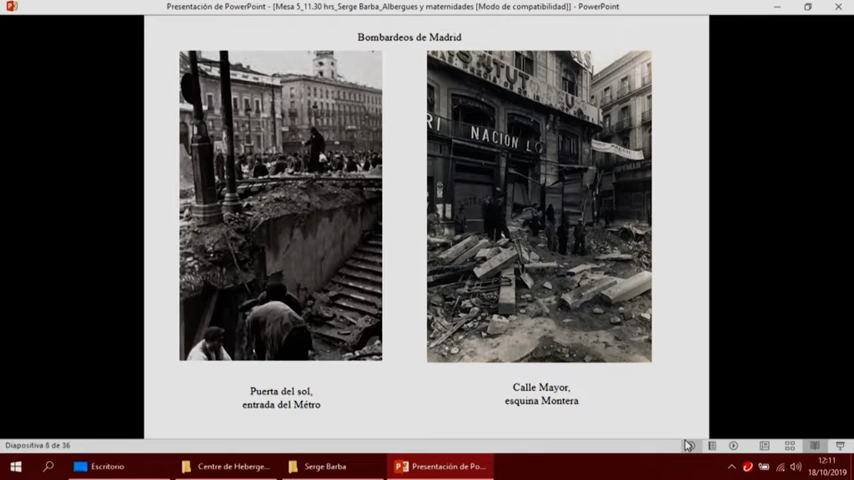 Presentación de PowerPoint - [Mesa 5_11.30 hrs_Serge Barba_Albergues y maternidades [Modo de compatibilidad]] - PowerPoint
Bombardeos de Madrid
NACION L
Puerta del sol,
entrada del Métro
Calle Mayor,
esquina Montera
Diapositiva 8 de 36
Escritorio
Centre de Heberge...
Serge Barba
Presentación de Po...
12:11
18/10/2019